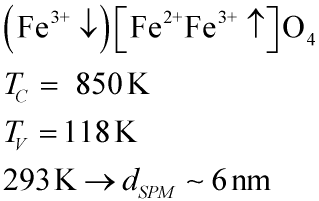 (Fe³⁺ ↓)[Fe²⁺Fe³⁺ ↑]O₄
T_C = 850 K
T_V = 118 K
293 K → d_SPM ~ 6 nm